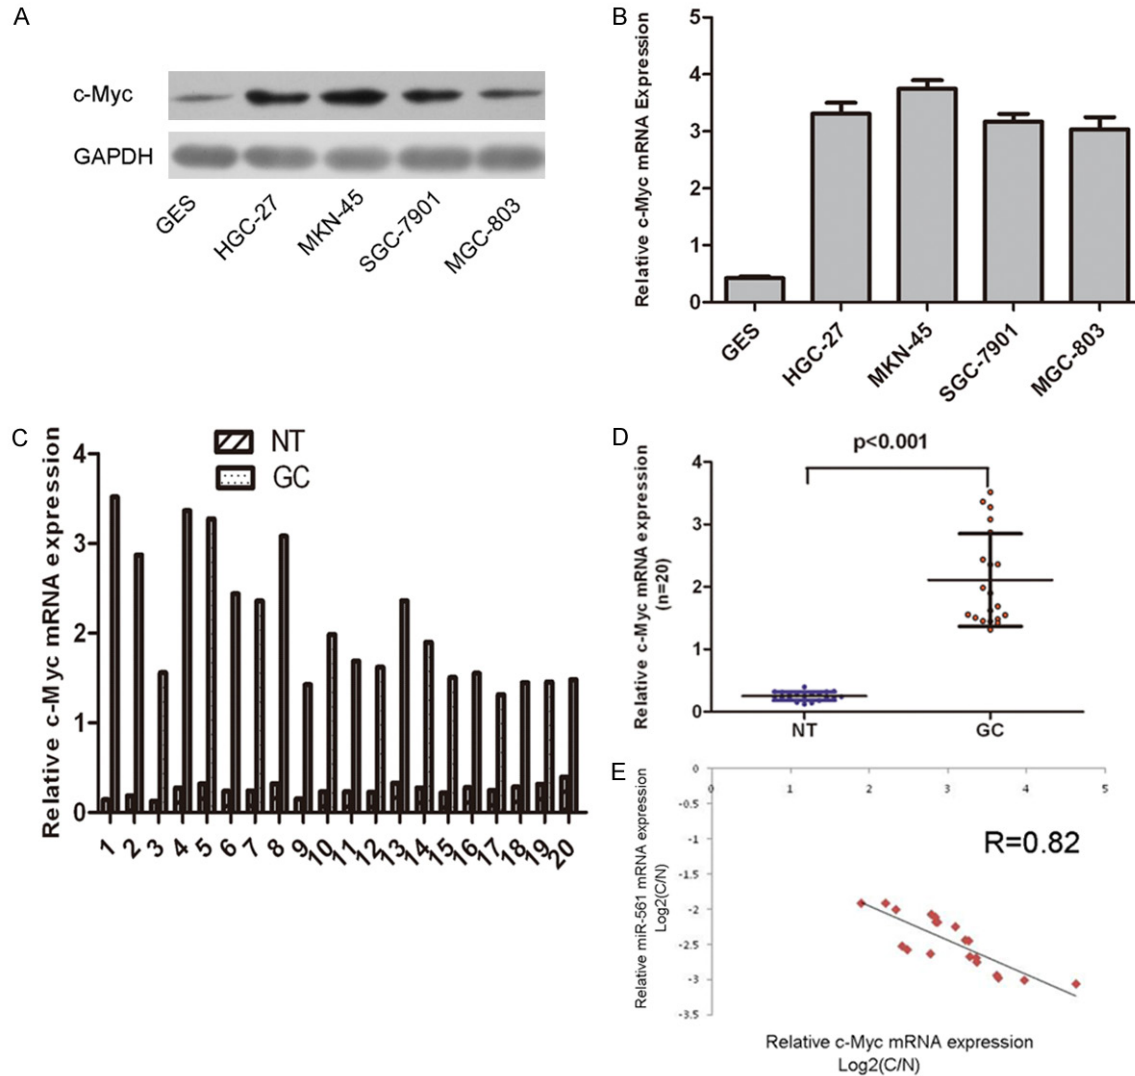 A
c-Myc
GAPDH
GES
HGC-27
MKN-45
SGC-7901
MGC-803
B
Relative c-Myc mRNA Expression
5
4
3
2
1
0
GES
HGC-27
MKN-45
SGC-7901
MGC-803
C
NT
GC
Relative c-Myc mRNA expression
4
3
2
1
0
1 2 3 4 5 6 7 8 9 10 11 12 13 14 15 16 17 18 19 20
D
p<0.001
Relative c-Myc mRNA expression
(n=20)
4
3
2
1
0
NT GC
E
Relative miR-561 mRNA expression
Log2(C/N)
0
0 1 2 3 4 5
-0.5
-1
-1.5
-2
-2.5
-3
-3.5
R=0.82
Relative c-Myc mRNA expression
Log2(C/N)